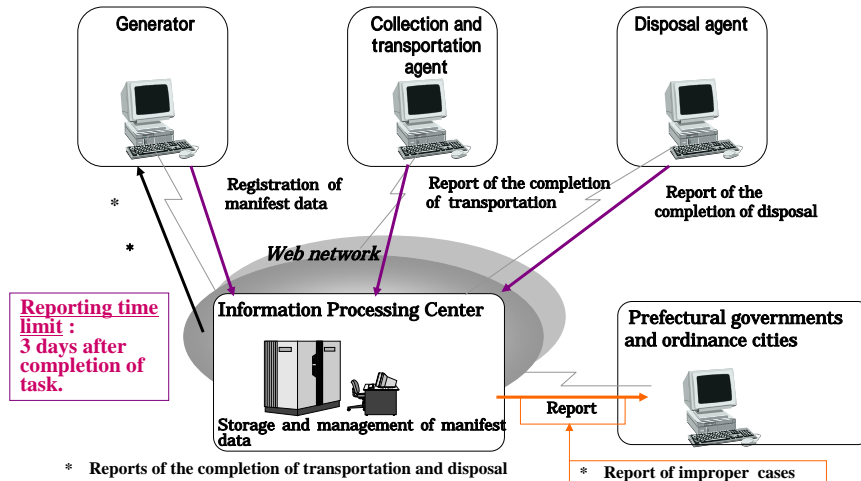 Generator
Collection and
transportation
agent
Disposal agent
Registration of
manifest data
Report of the completion
of transportation
Report of the
completion of disposal
*
*
Web network
Reporting time
limit :
3 days after
completion of
task.
Information Processing Center
Storage and management of manifest
data
Prefectural governments
and ordinance cities
Report
* Reports of the completion of transportation and disposal
* Report of improper cases